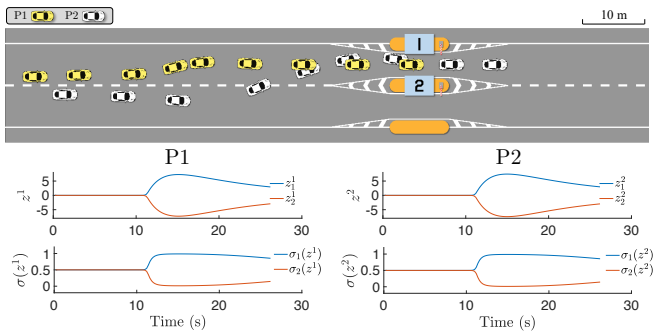 P1 P2 10 m
1
2
P1 P2
z^1 5 0 -5 z_1^1 z_2^1 0 10 20 30
z^2 5 0 -5 z_1^2 z_2^2 0 10 20 30
σ(z^1) 1 0.5 0 σ_1(z^1) σ_2(z^1) 0 10 20 30
Time (s)
σ(z^2) 1 0.5 0 σ_1(z^2) σ_2(z^2) 0 10 20 30
Time (s)